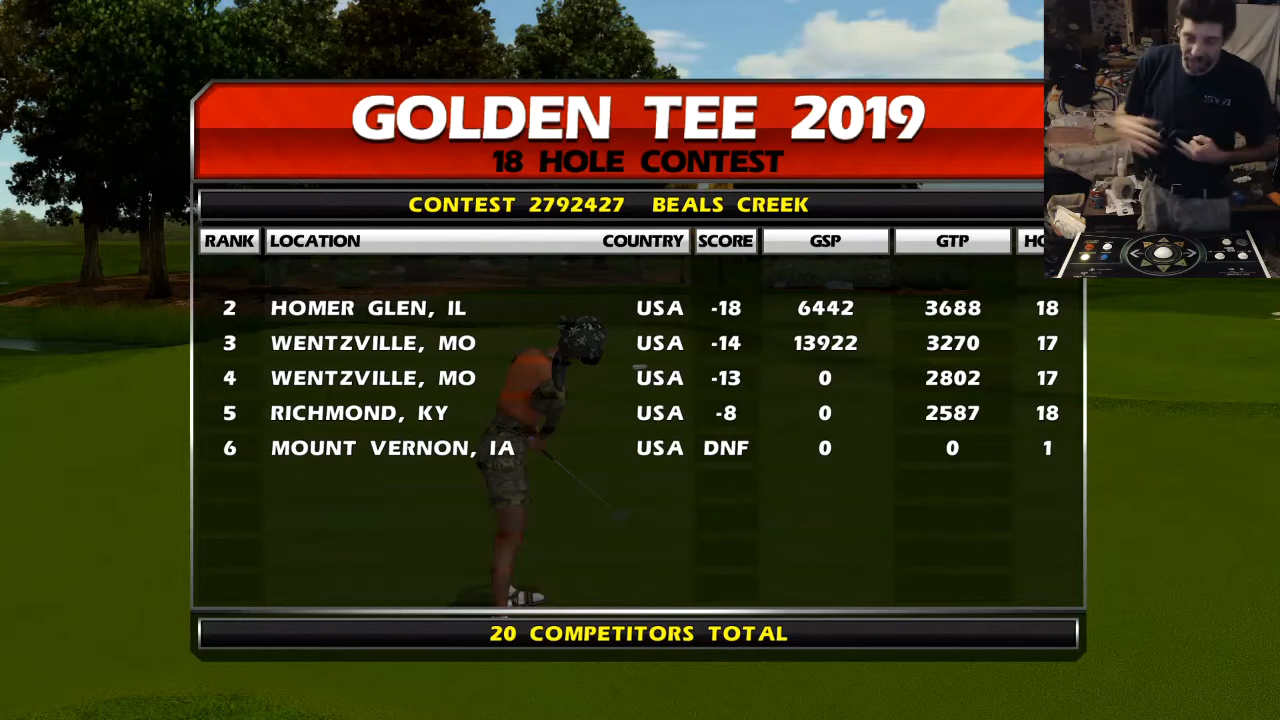 GOLDEN TEE 2019
18 HOLE CONTEST
CONTEST 2792427 BEALS CREEK
RANK LOCATION COUNTRY SCORE GSP GTP
2 HOMER GLEN, IL USA -18 6442 3688 18
3 WENTZVILLE, MO USA -14 13922 3270 17
4 WENTZVILLE, MO USA -13 0 2802 17
5 RICHMOND, KY USA -8 0 2587 18
6 MOUNT VERNON, IA USA DNF 0 0 1
20 COMPETITORS TOTAL